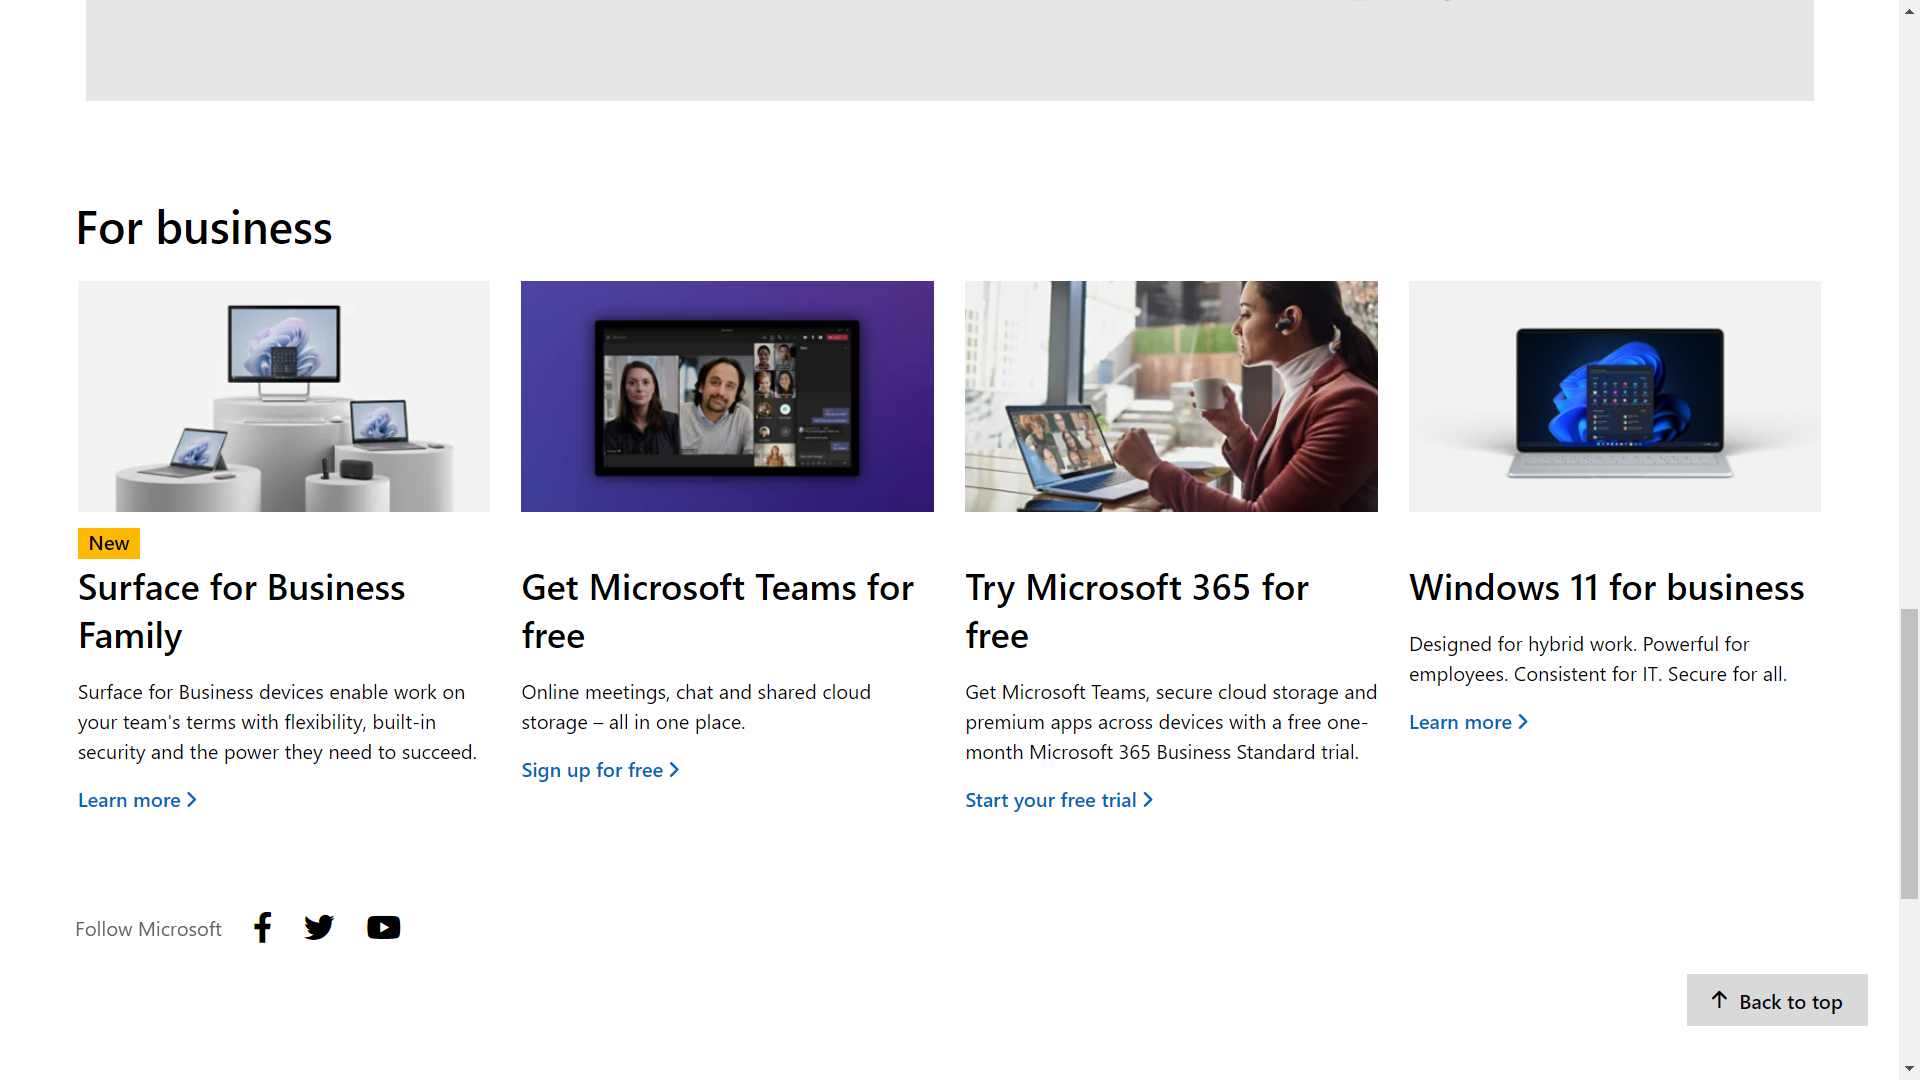 For business
New
Surface for Business
Family
Surface for Business devices enable work on
your team's terms with flexibility, built-in
security and the power they need to succeed.
Learn more
Get Microsoft Teams for
free
Online meetings, chat and shared cloud
storage – all in one place.
Sign up for free
Try Microsoft 365 for
free
Get Microsoft Teams, secure cloud storage and
premium apps across devices with a free one-
month Microsoft 365 Business Standard trial.
Start your free trial
Windows 11 for business
Designed for hybrid work. Powerful for
employees. Consistent for IT. Secure for all.
Learn more
Follow Microsoft
Back to top